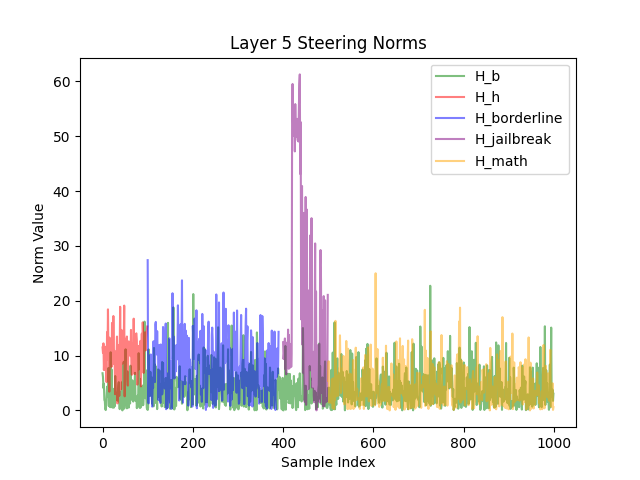 Layer 5 Steering Norms
H_b
H_h
H_borderline
H_jailbreak
H_math
Norm Value
60
50
40
30
20
10
0
0 200 400 600 800 1000
Sample Index